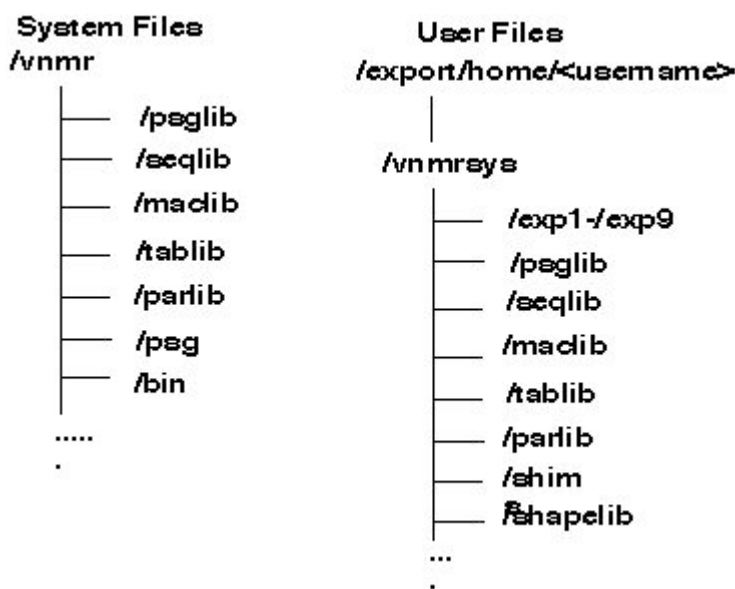 System Files
/vnmr
/psglib
/seqlib
/maclib
/tablib
/parlib
/psg
/bin
.....
.
User Files
/export/home/<username>
/vnmrsys
/exp1-/exp9
/psglib
/seqlib
/maclib
/tablib
/parlib
/shim
s
/shapelib
...
.